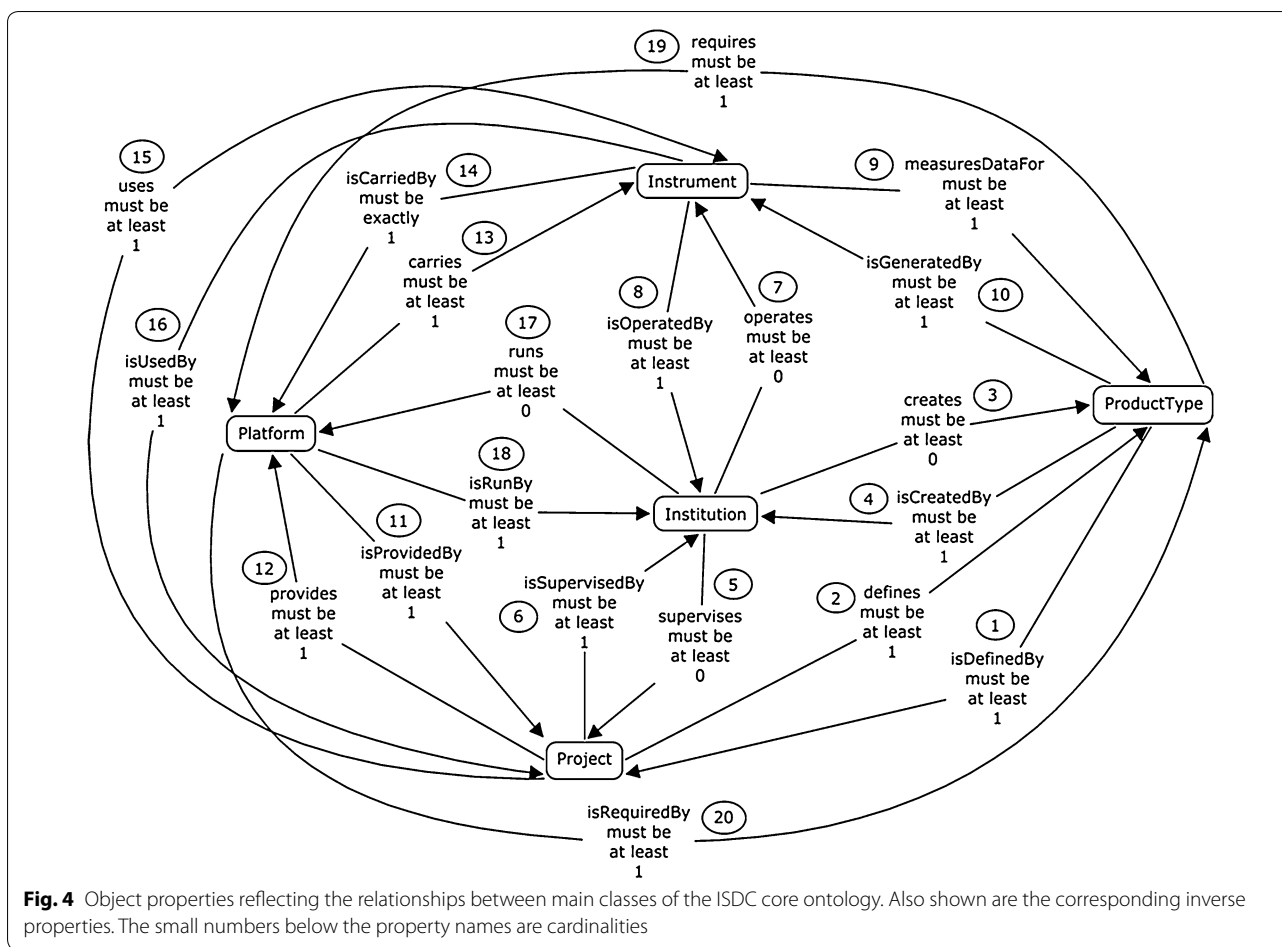 19
requires
must be
at least
1
15
uses
must be
at least
1
isCarriedBy
must be
exactly
1
14
Instrument
9
measuresDataFor
must be
at least
1
13
carries
must be
at least
1
isGeneratedBy
must be
at least
1
10
16
isUsedBy
must be
at least
1
17
runs
must be
at least
0
8
isOperatedBy
must be
at least
1
7
operates
must be
at least
0
Platform
creates
must be
at least
0
3
ProductType
18
isRunBy
must be
at least
1
Institution
4
isCreatedBy
must be
at least
1
11
isProvidedBy
must be
at least
1
12
provides
must be
at least
1
6
isSupervisedBy
must be
at least
1
5
supervises
must be
at least
0
2
defines
must be
at least
1
1
isDefinedBy
must be
at least
1
Project
isRequiredBy
must be
at least
1
20
Fig. 4 Object properties reflecting the relationships between main classes of the ISDC core ontology. Also shown are the corresponding inverse
properties. The small numbers below the property names are cardinalities